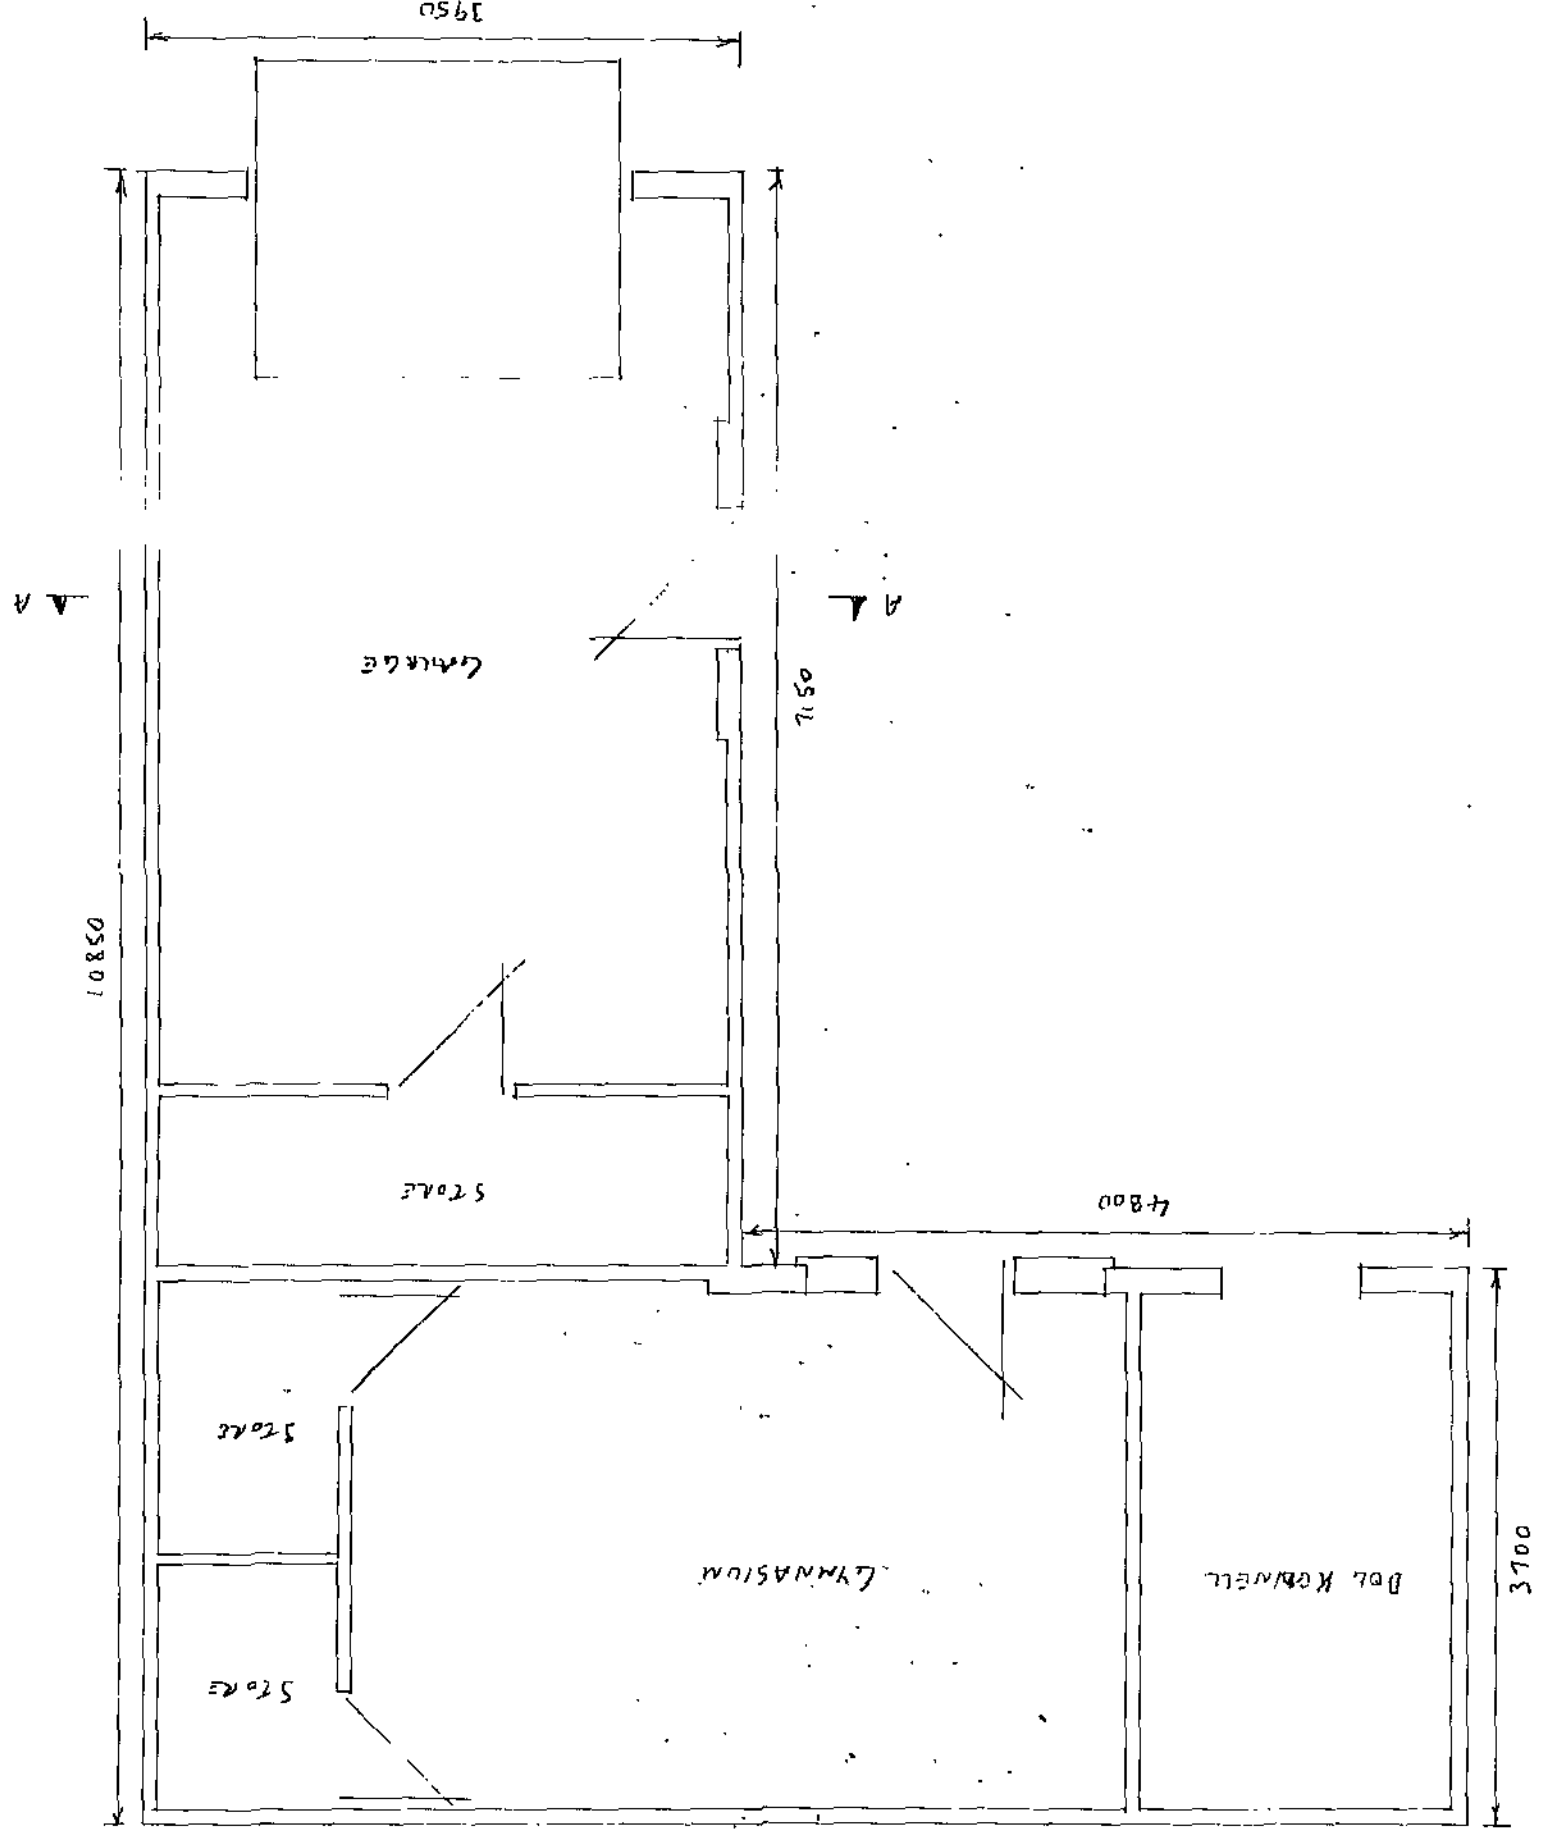 3950
A
A
GARAGE
7150
10850
STORE
4800
STORE
GYMNASIUM
DOG KENNELL
3700
STORE